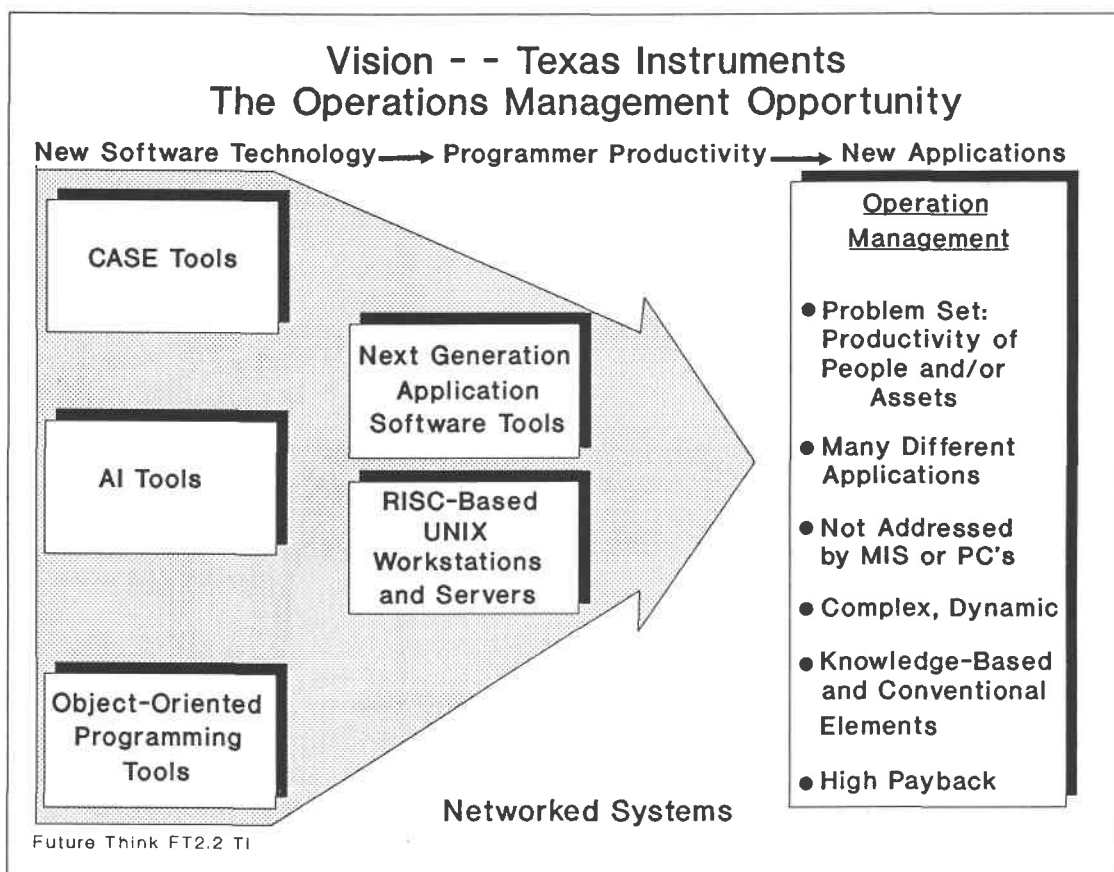 Vision - - Texas Instruments
The Operations Management Opportunity
New Software Technology → Programmer Productivity → New Applications
CASE Tools
AI Tools
Object-Oriented
Programming
Tools
Next Generation
Application
Software Tools
RISC-Based
UNIX
Workstations
and Servers
Networked Systems
Operation
Management
● Problem Set:
Productivity of
People and/or
Assets
● Many Different
Applications
● Not Addressed
by MIS or PC's
● Complex, Dynamic
● Knowledge-Based
and Conventional
Elements
● High Payback
Future Think FT2.2 TI